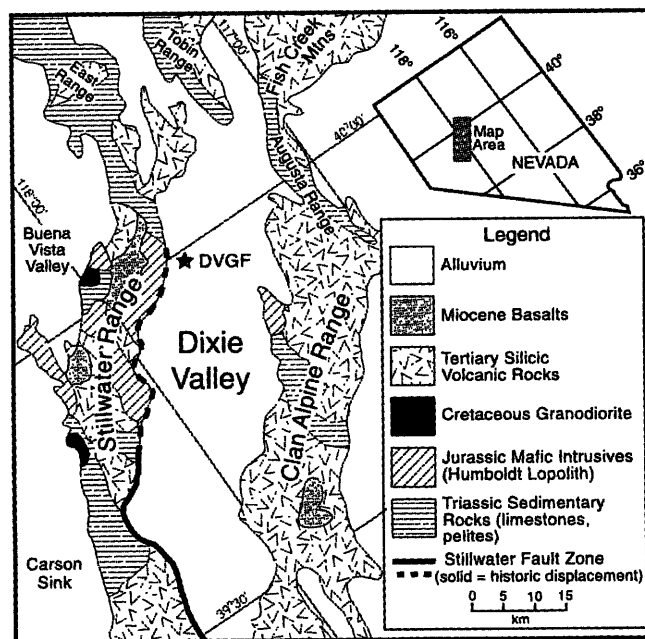 East
Range
Tobin
Range
117°00'
Fish Creek
Mtns
Augusta Range
40°00'
118°
116°
40°
38°
36°
Map
Area
NEVADA
118°00'
Buena
Vista
Valley
DVGF
Stillwater Range
Dixie
Valley
Clan Alpine Range
Carson
Sink
39°30'
Legend
Alluvium
Miocene Basalts
Tertiary Silicic
Volcanic Rocks
Cretaceous Granodiorite
Jurassic Mafic Intrusives
(Humboldt Lopolith)
Triassic Sedimentary
Rocks (limestones,
pelites)
Stillwater Fault Zone
(solid = historic displacement)
0 5 10 15
km